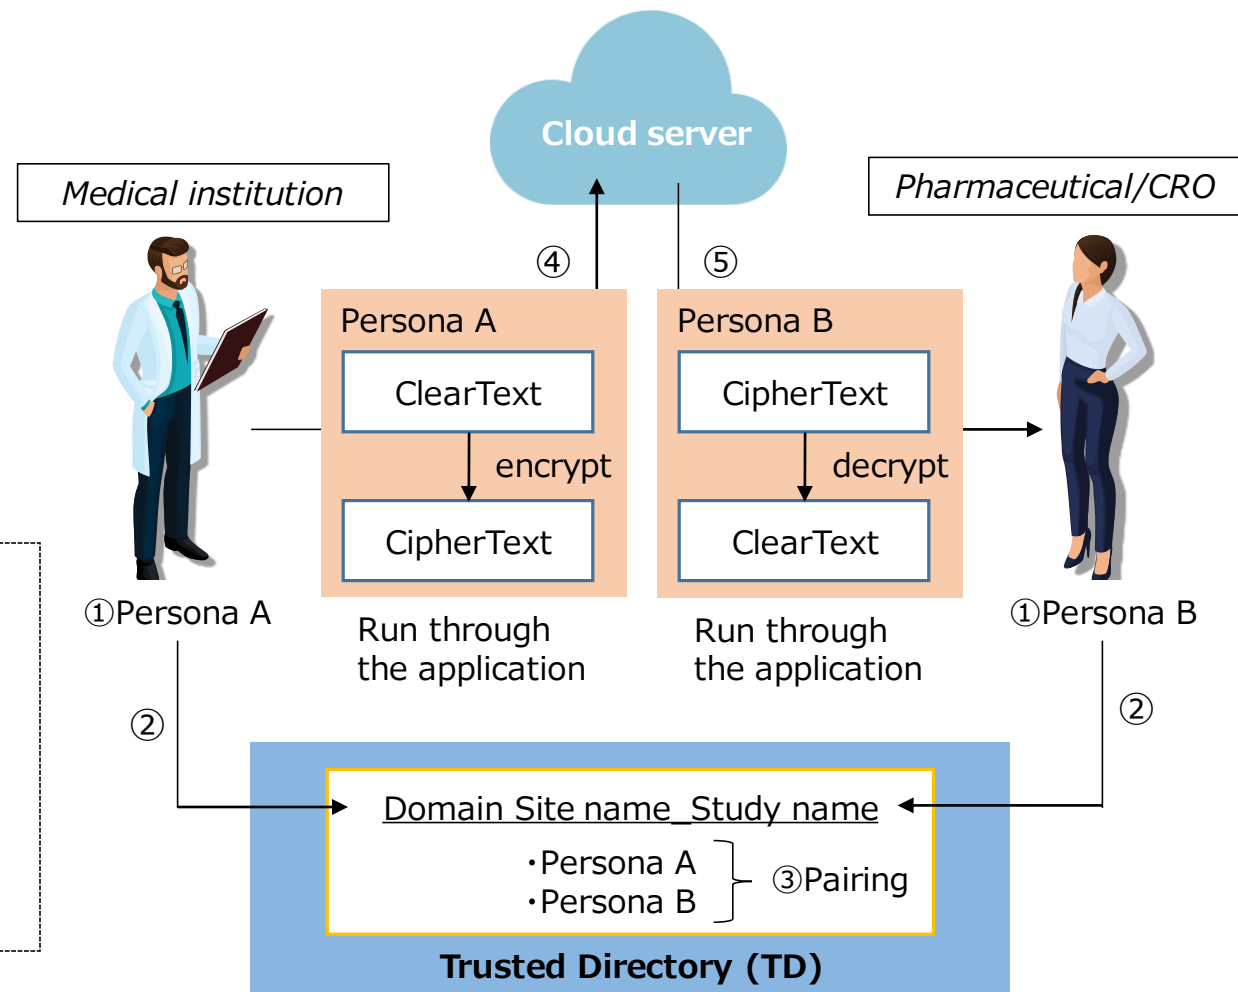 Cloud server
Medical institution
Pharmaceutical/CRO
④
⑤
Persona A
ClearText
encrypt
CipherText
Persona B
CipherText
decrypt
ClearText
①Persona A
Run through
the application
Run through
the application
①Persona B
②
②
Domain Site name_Study name
・Persona A
・Persona B
③Pairing
Trusted Directory (TD)